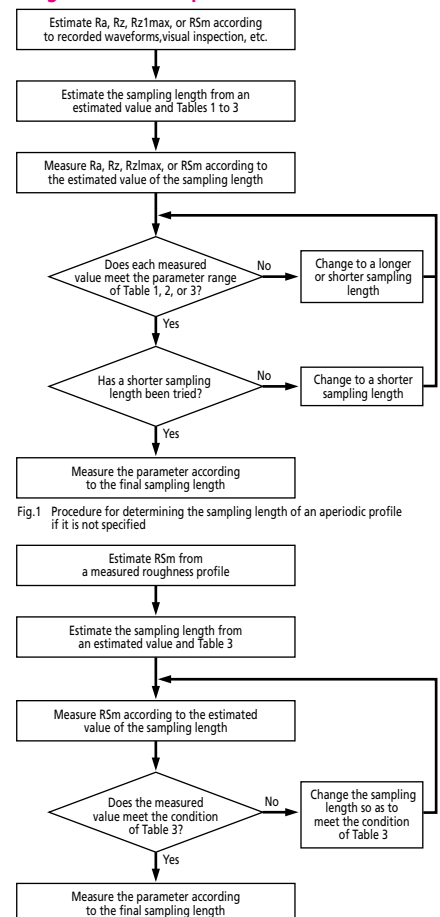 Estimate Ra, Rz, Rz1max, or RSm according
to recorded waveforms,visual inspection, etc.
Estimate the sampling length from an
estimated value and Tables 1 to 3
Measure Ra, Rz, Rzlmax, or RSm according to
the estimated value of the sampling length
Does each measured
value meet the parameter range
of Table 1, 2, or 3?
No
Change to a longer
or shorter sampling
length
Yes
Has a shorter sampling
length been tried?
No
Change to a shorter
sampling length
Yes
Measure the parameter according
to the final sampling length
Fig.1 Procedure for determining the sampling length of an aperiodic profile
if it is not specified
Estimate RSm from
a measured roughness profile
Estimate the sampling length from
an estimated value and Table 3
Measure RSm according to the estimated
value of the sampling length
Does the measured
value meet the condition
of Table 3?
No
Change the sampling
length so as to
meet the condition
of Table 3
Yes
Measure the parameter according
to the final sampling length